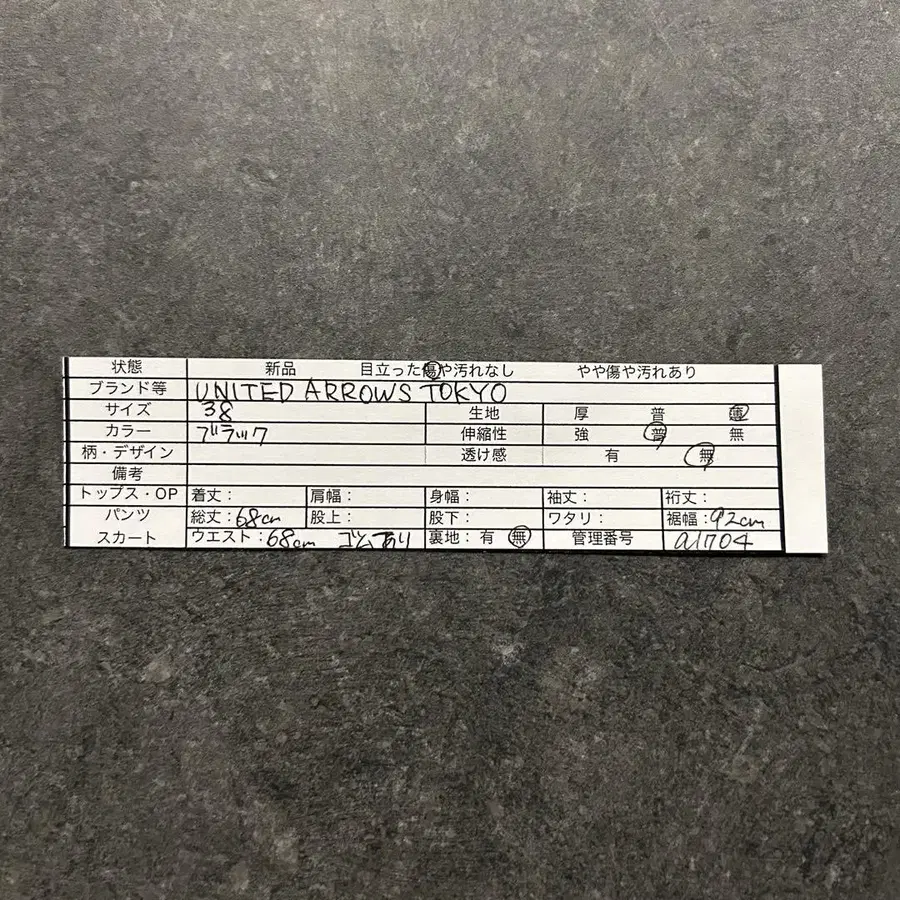 状態 新品 目立った傷や汚れなし やや傷や汚れあり
ブランド等 UNITED ARROWS TOKYO
サイズ 38 生地 厚 普 薄
カラー ブラック 伸縮性 強 普 無
柄・デザイン 透け感 有 無
備考
トップス・OP 着丈： 肩幅： 身幅： 袖丈： 裄丈：
パンツ 総丈：68cm 股上： 股下： ワタリ： 裾幅：92cm
スカート ウエスト：68cm ゴムあり 裏地：有 無 管理番号 a1704